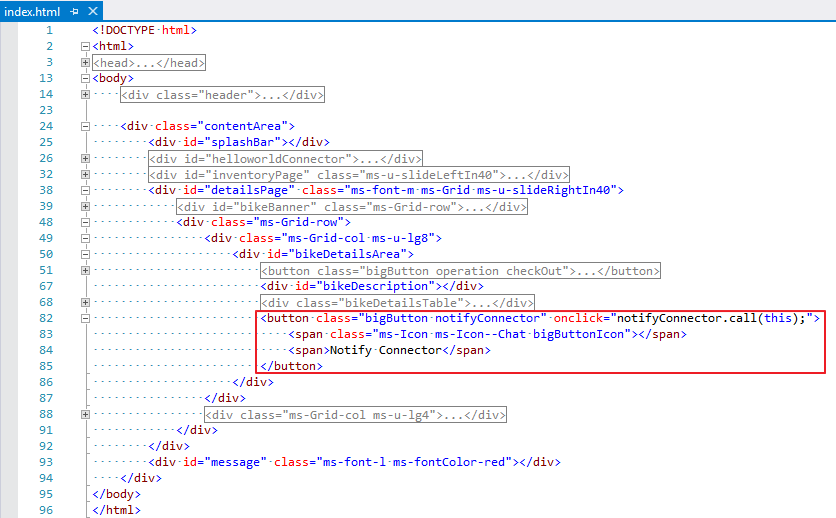 index.html
1 <!DOCTYPE html>
2 <html>
3 <head>...</head>
13 <body>
14 <div class="header">...</div>
23
24 <div class="contentArea">
25 <div id="splashBar"></div>
26 <div id="helloworldConnector">...</div>
32 <div id="inventoryPage" class="ms-u-slideLeftIn40">...</div>
38 <div id="detailsPage" class="ms-font-m ms-Grid ms-u-slideRightIn40">
39 <div id="bikeBanner" class="ms-Grid-row">...</div>
48 <div class="ms-Grid-row">
49 <div class="ms-Grid-col ms-u-lg8">
50 <div id="bikeDetailsArea">
51 <button class="bigButton operation checkOut">...</button>
67 <div id="bikeDescription"></div>
68 <div class="bikeDetailsTable">...</div>
82 <button class="bigButton notifyConnector" onclick="notifyConnector.call(this);">
83 <span class="ms-Icon ms-Icon--Chat bigButtonIcon"></span>
84 <span>Notify Connector</span>
85 </button>
86 </div>
87 </div>
88 <div class="ms-Grid-col ms-u-lg4">...</div>
91 </div>
92 </div>
93 <div id="message" class="ms-font-l ms-fontColor-red"></div>
94 </div>
95 </body>
96 </html>